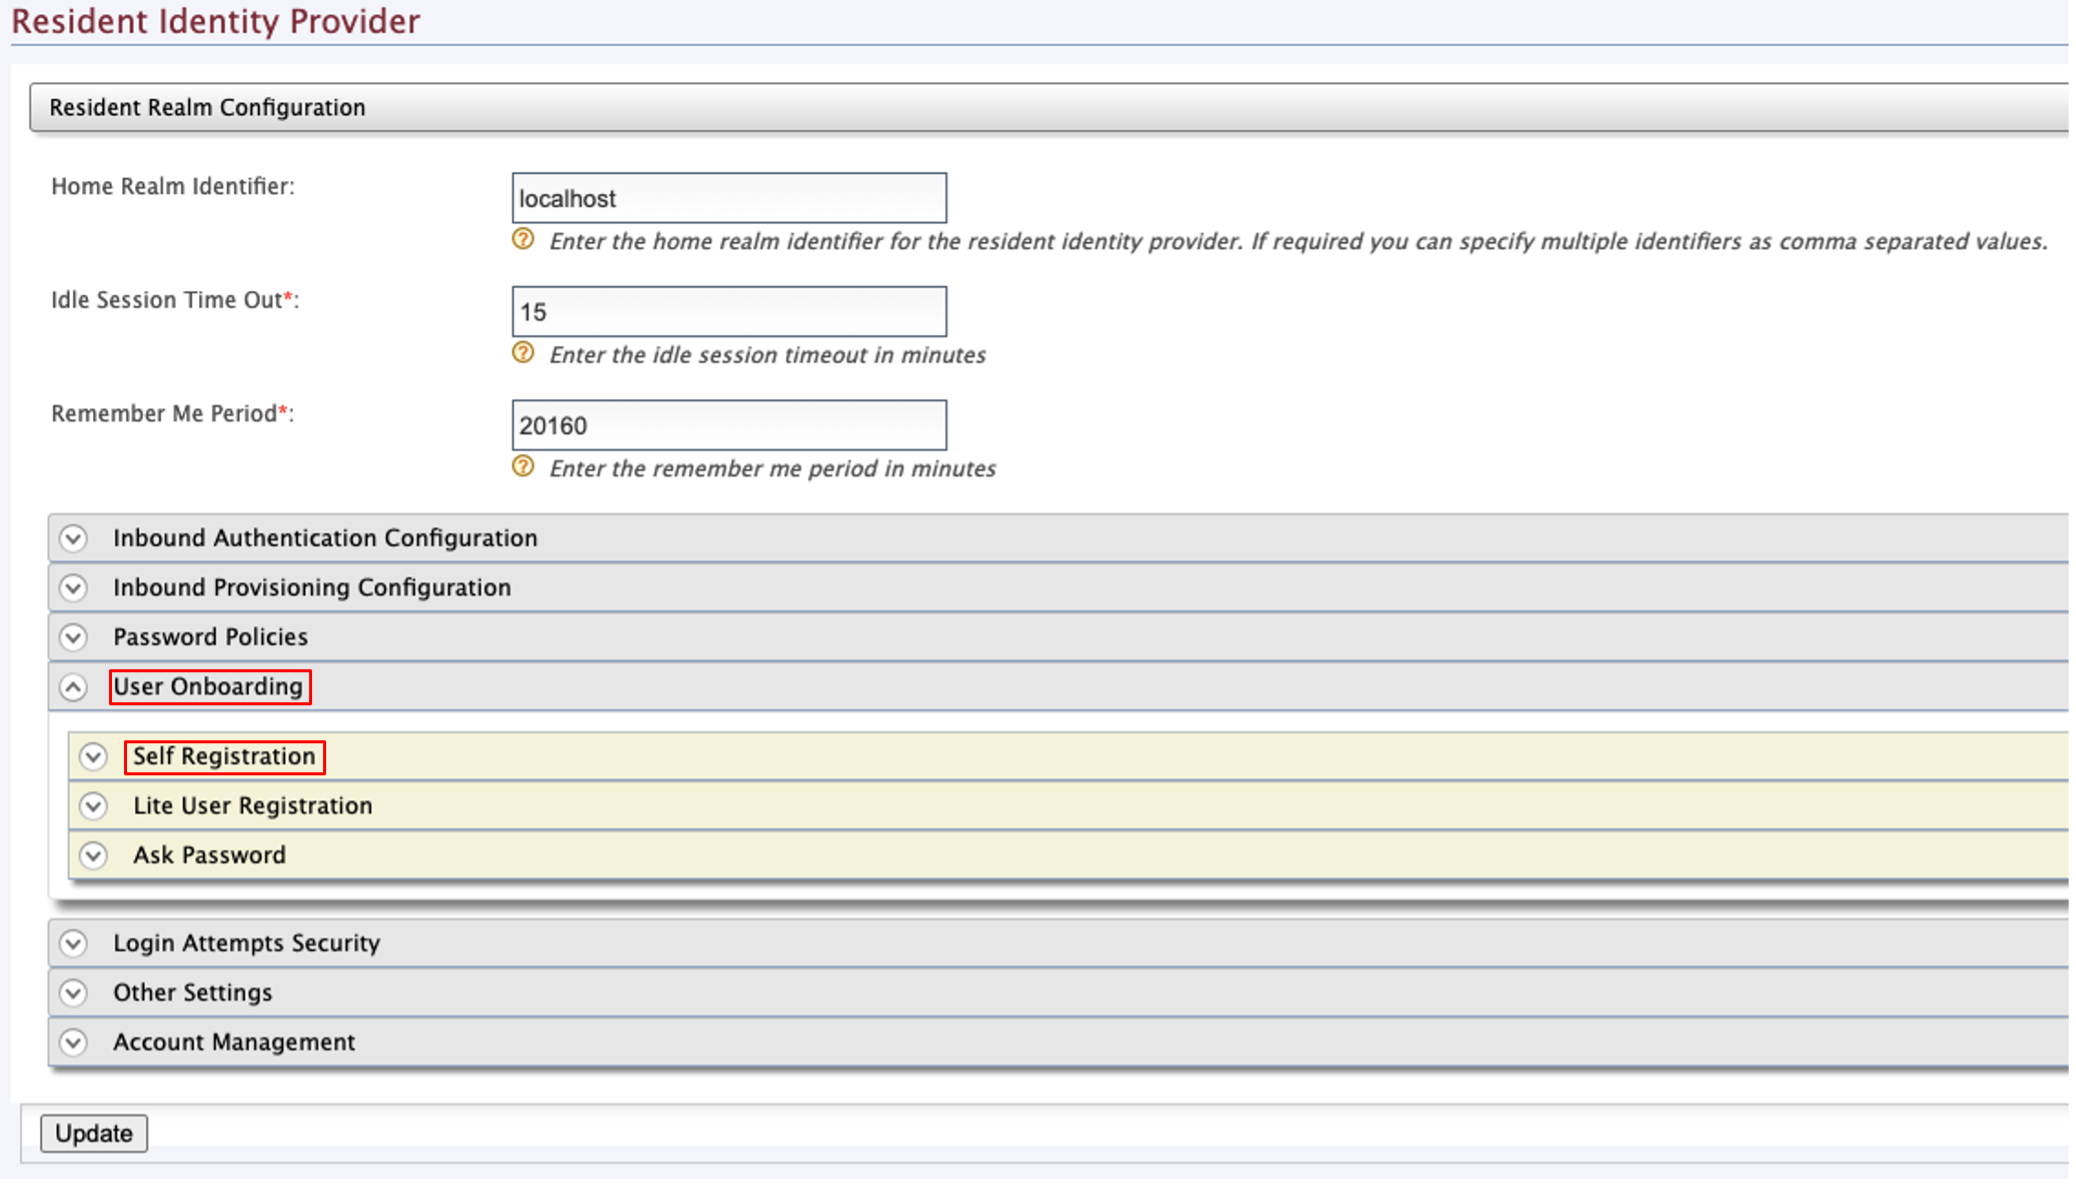 Resident Identity Provider
Resident Realm Configuration
Home Realm Identifier:
localhost
Enter the home realm identifier for the resident identity provider. If required you can specify multiple identifiers as comma separated values.
Idle Session Time Out*:
15
Enter the idle session timeout in minutes
Remember Me Period*:
20160
Enter the remember me period in minutes
Inbound Authentication Configuration
Inbound Provisioning Configuration
Password Policies
User Onboarding
Self Registration
Lite User Registration
Ask Password
Login Attempts Security
Other Settings
Account Management
Update